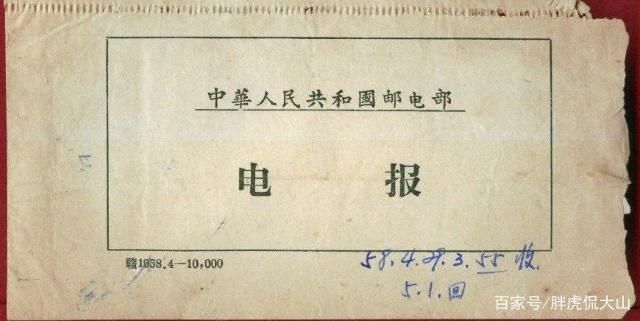 中華人民共和國邮电部
电 报
贛1958.4—10,000
58.4.29.3.55收
5.1.回
百家号/胖虎侃大山